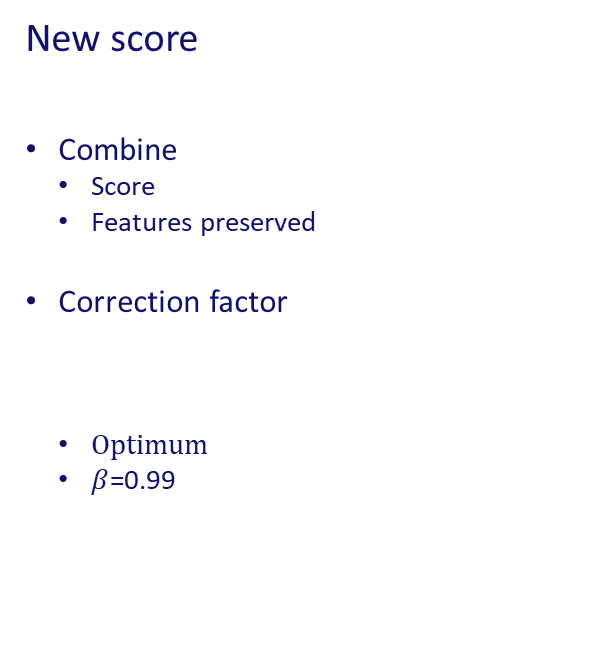 New score
• Combine
• Score
• Features preserved
• Correction factor
• Optimum
• 𝛽=0.99